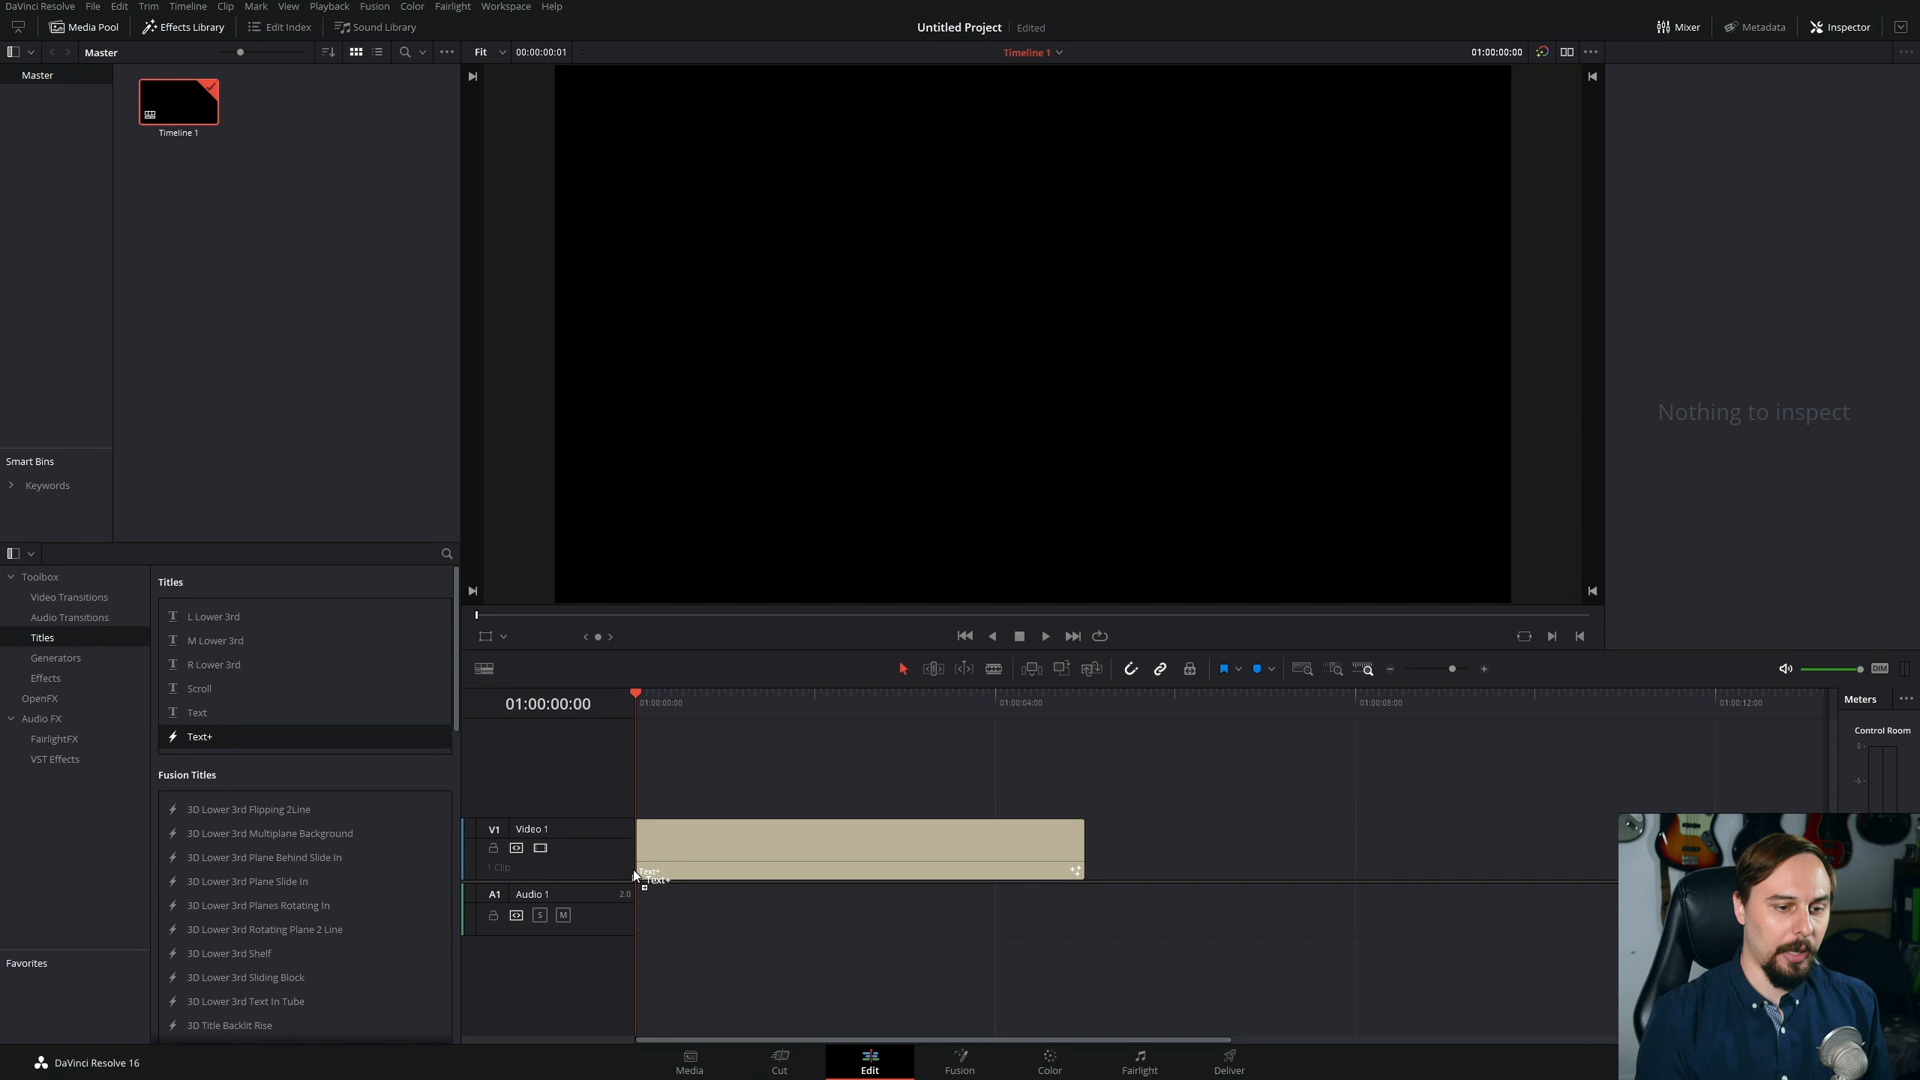 DaVinci Resolve File Edit Trim Timeline Clip Mark View Playback Fusion Color Fairlight Workspace Help
Media Pool Effects Library Edit Index Sound Library Untitled Project Edited Mixer Metadata Inspector
Master Fit 00:00:00:01 Timeline 1 01:00:00:00
Master
Timeline 1
Nothing to inspect
Smart Bins
Keywords
Toolbox
Video Transitions
Audio Transitions
Titles
Generators
Effects
OpenFX
Audio FX
FairlightFX
VST Effects
Favorites
Titles
L Lower 3rd
M Lower 3rd
R Lower 3rd
Scroll
Text
Text+
Fusion Titles
3D Lower 3rd Flipping 2Line
3D Lower 3rd Multiplane Background
3D Lower 3rd Plane Behind Slide In
3D Lower 3rd Plane Slide In
3D Lower 3rd Planes Rotating In
3D Lower 3rd Rotating Plane 2 Line
3D Lower 3rd Shelf
3D Lower 3rd Sliding Block
3D Lower 3rd Text In Tube
3D Title Backlit Rise
DIM
01:00:00:00 01:00:00:00 01:00:04:00 01:00:08:00 01:00:12:00
Meters
Control Room
0
-5
V1 Video 1
1 Clip
Text+
Text+
A1 Audio 1 2.0
S M
DaVinci Resolve 16
Media Cut Edit Fusion Color Fairlight Deliver